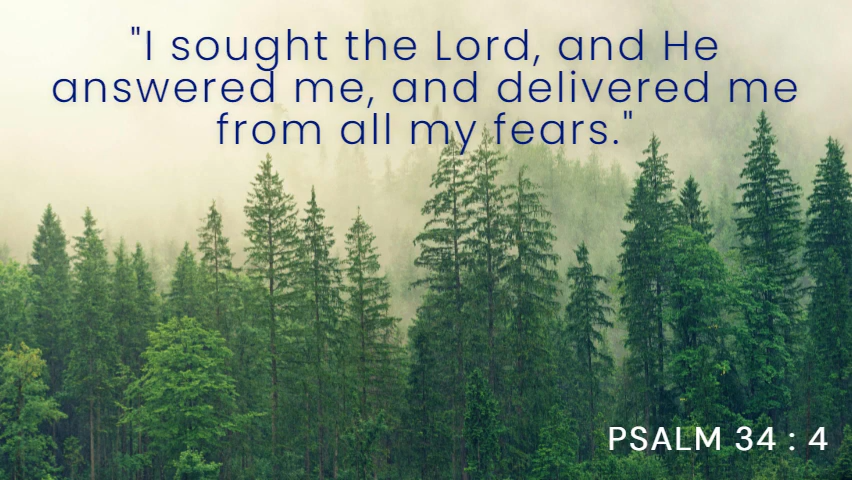 "I sought the Lord, and He
answered me, and delivered me
from all my fears."
PSALM 34 : 4